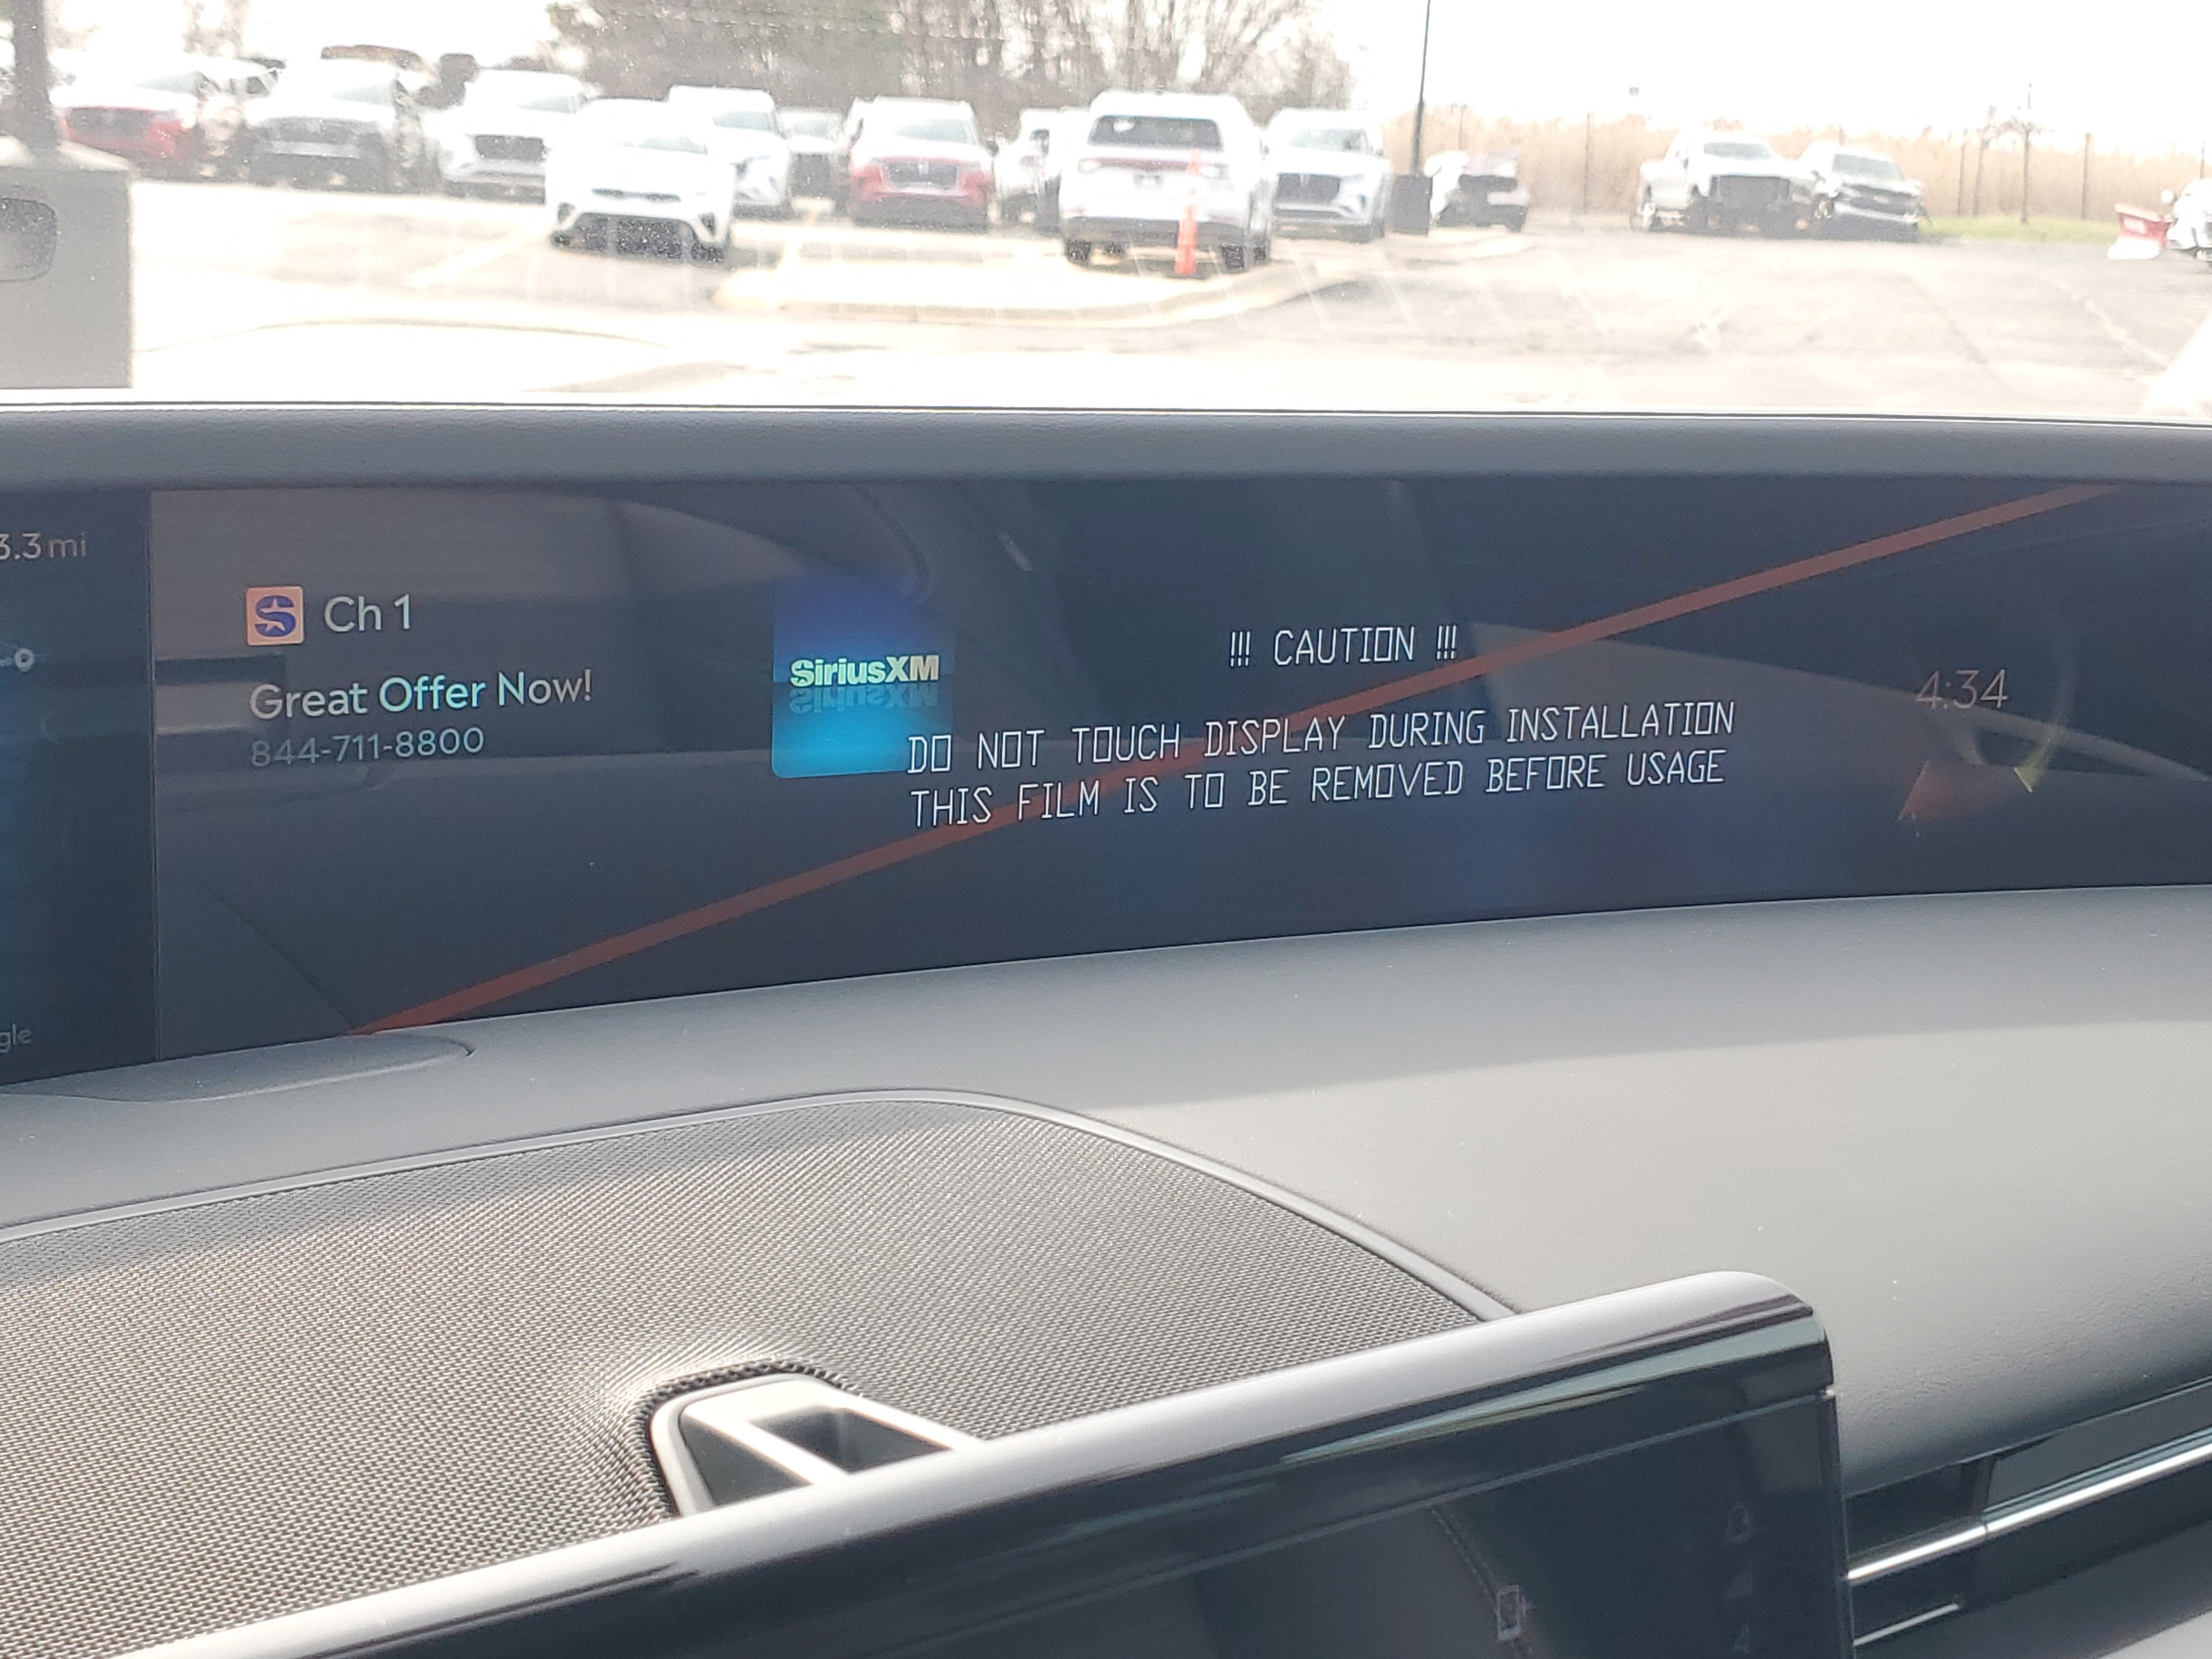 3.3 mi
Ch 1
Great Offer Now!
844-711-8800
SiriusXM
!!! CAUTION !!!
DO NOT TOUCH DISPLAY DURING INSTALLATION
THIS FILM IS TO BE REMOVED BEFORE USAGE
4:34
gle